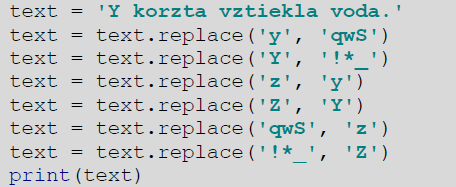 text = 'Y korzta vztiekla voda.'
text = text.replace('y', 'qwS')
text = text.replace('Y', '!*_')
text = text.replace('z', 'y')
text = text.replace('Z', 'Y')
text = text.replace('qwS', 'z')
text = text.replace('!*_', 'Z')
print(text)